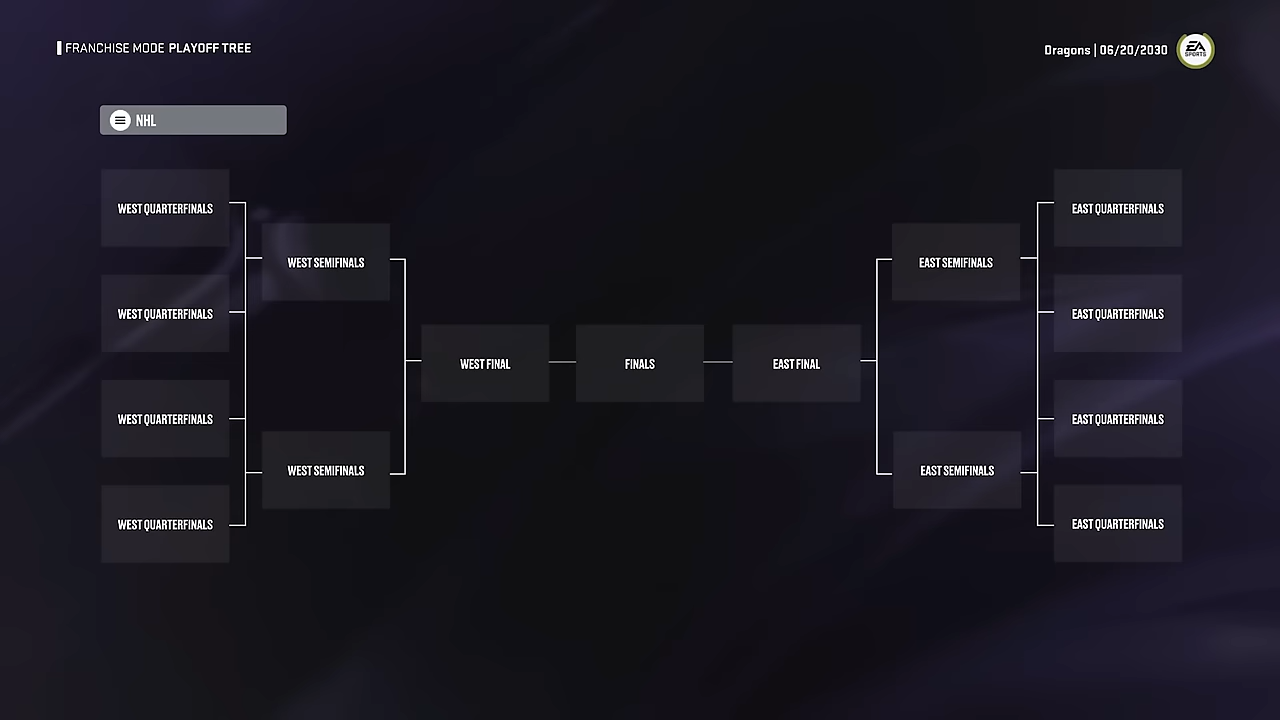 FRANCHISE MODE PLAYOFF TREE
Dragons | 06/20/2030
EA
SPORTS
NHL
WEST QUARTERFINALS
EAST QUARTERFINALS
WEST SEMIFINALS
EAST SEMIFINALS
WEST QUARTERFINALS
EAST QUARTERFINALS
WEST FINAL
FINALS
EAST FINAL
WEST QUARTERFINALS
EAST QUARTERFINALS
WEST SEMIFINALS
EAST SEMIFINALS
WEST QUARTERFINALS
EAST QUARTERFINALS